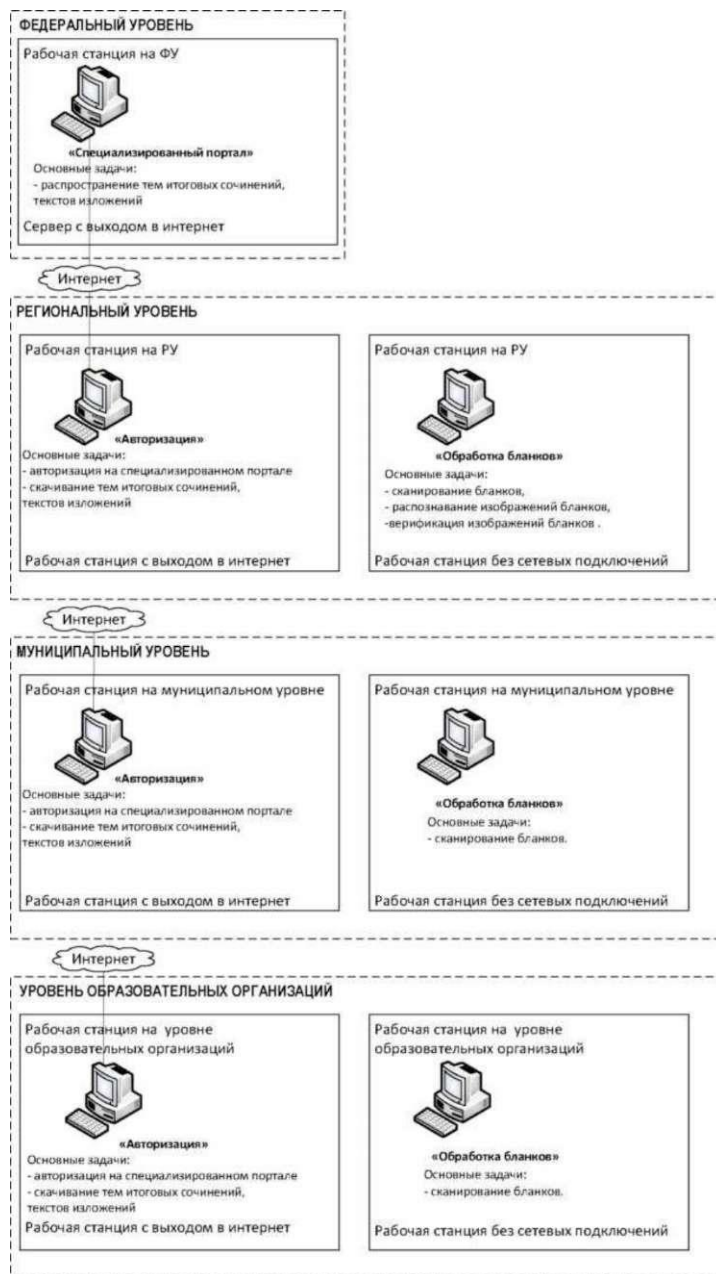 ФЕДЕРАЛЬНЫЙ УРОВЕНЬ
Рабочая станция на ФУ
«Специализированный портал»
Основные задачи:
- распространение тем итоговых сочинений,
текстов изложений
Сервер с выходом в интернет
Интернет
РЕГИОНАЛЬНЫЙ УРОВЕНЬ
Рабочая станция на РУ
«Авторизация»
Основные задачи:
- авторизация на специализированном портале
- скачивание тем итоговых сочинений,
текстов изложений
Рабочая станция с выходом в интернет
Рабочая станция на РУ
«Обработка бланков»
Основные задачи:
- сканирование бланков,
- распознавание изображений бланков,
-верификация изображений бланков .
Рабочая станция без сетевых подключений
Интернет
МУНИЦИПАЛЬНЫЙ УРОВЕНЬ
Рабочая станция на муниципальном уровне
«Авторизация»
Основные задачи:
- авторизация на специализированном портале
- скачивание тем итоговых сочинений,
текстов изложений
Рабочая станция с выходом в интернет
Рабочая станция на муниципальном уровне
«Обработка бланков»
Основные задачи:
- сканирование бланков.
Рабочая станция без сетевых подключений
Интернет
УРОВЕНЬ ОБРАЗОВАТЕЛЬНЫХ ОРГАНИЗАЦИЙ
Рабочая станция на уровне
образовательных организаций
«Авторизация»
Основные задачи:
- авторизация на специализированном портале
- скачивание тем итоговых сочинений,
текстов изложений
Рабочая станция с выходом в интернет
Рабочая станция на уровне
образовательных организаций
«Обработка бланков»
Основные задачи:
- сканирование бланков.
Рабочая станция без сетевых подключений